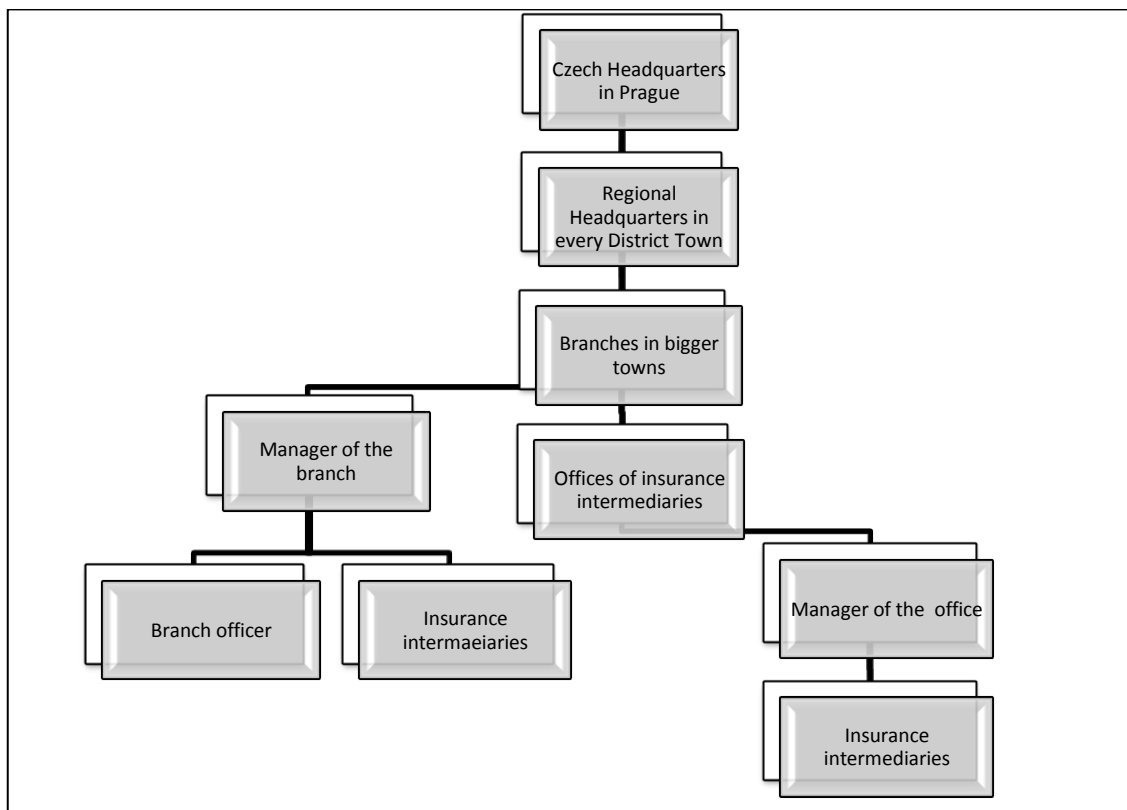 Czech Headquarters
in Prague
Regional
Headquarters in
every District Town
Branches in bigger
towns
Manager of the
branch
Offices of insurance
intermediaries
Branch officer
Insurance
intermaeiaries
Manager of the  office
Insurance
intermediaries